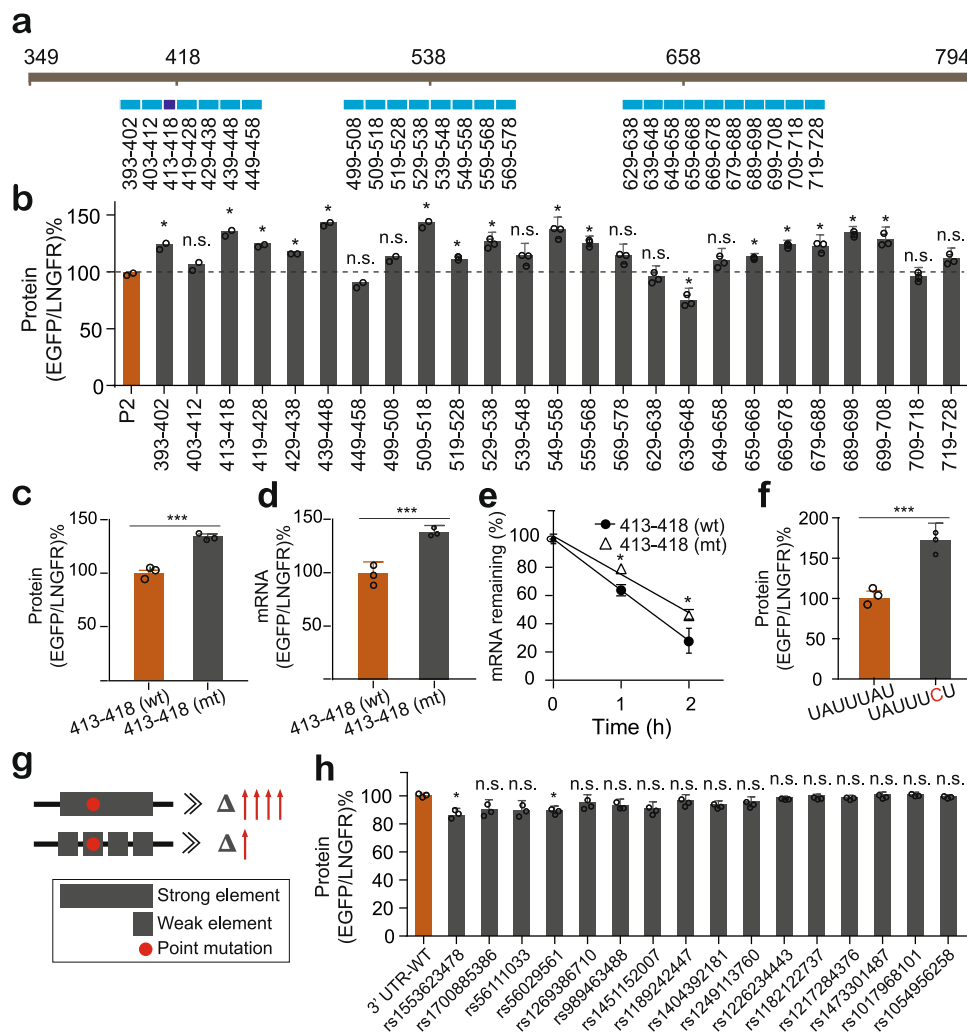 a
349 418 538 658 794
393-402 403-412 413-418 419-428 429-438 439-448 449-458 499-508 509-518 519-528 529-538 539-548 549-558 559-568 569-578 629-638 639-648 649-658 659-668 669-678 679-688 689-698 699-708 709-718 719-728
b
Protein
(EGFP/LNGFR)%
150
100
50
0
* n.s. * * * * n.s. n.s. * * * n.s. * * n.s. n.s. * n.s. * * * * * n.s. n.s.
P2 393-402 403-412 413-418 419-428 429-438 439-448 449-458 499-508 509-518 519-528 529-538 539-548 549-558 559-568 569-578 629-638 639-648 649-658 659-668 669-678 679-688 689-698 699-708 709-718 719-728
c
Protein
(EGFP/LNGFR)%
150
100
50
***
413-418 (wt)
413-418 (mt)
d
mRNA
(EGFP/LNGFR)%
150
100
50
***
413-418 (wt)
413-418 (mt)
e
mRNA remaining (%)
100
80
60
40
20
0
413-418 (wt)
413-418 (mt)
*
*
0 1 2
Time (h)
f
Protein
(EGFP/LNGFR)%
200
150
100
50
0
***
UAUUUAU
UAUUUCU
g
Δ
Δ
Strong element
Weak element
Point mutation
h
Protein
(EGFP/LNGFR)%
100
80
60
40
20
0
* n.s. n.s. * n.s. n.s. n.s. n.s. n.s. n.s. n.s. n.s. n.s. n.s. n.s. n.s.
3' UTR-WT
rs1553623478
rs1700885386
rs56111033
rs56029561
rs1269386710
rs989463488
rs1451152007
rs1189242447
rs1404392181
rs1249113760
rs1226234443
rs1182122737
rs1217284376
rs1473301487
rs1017968101
rs1054956258